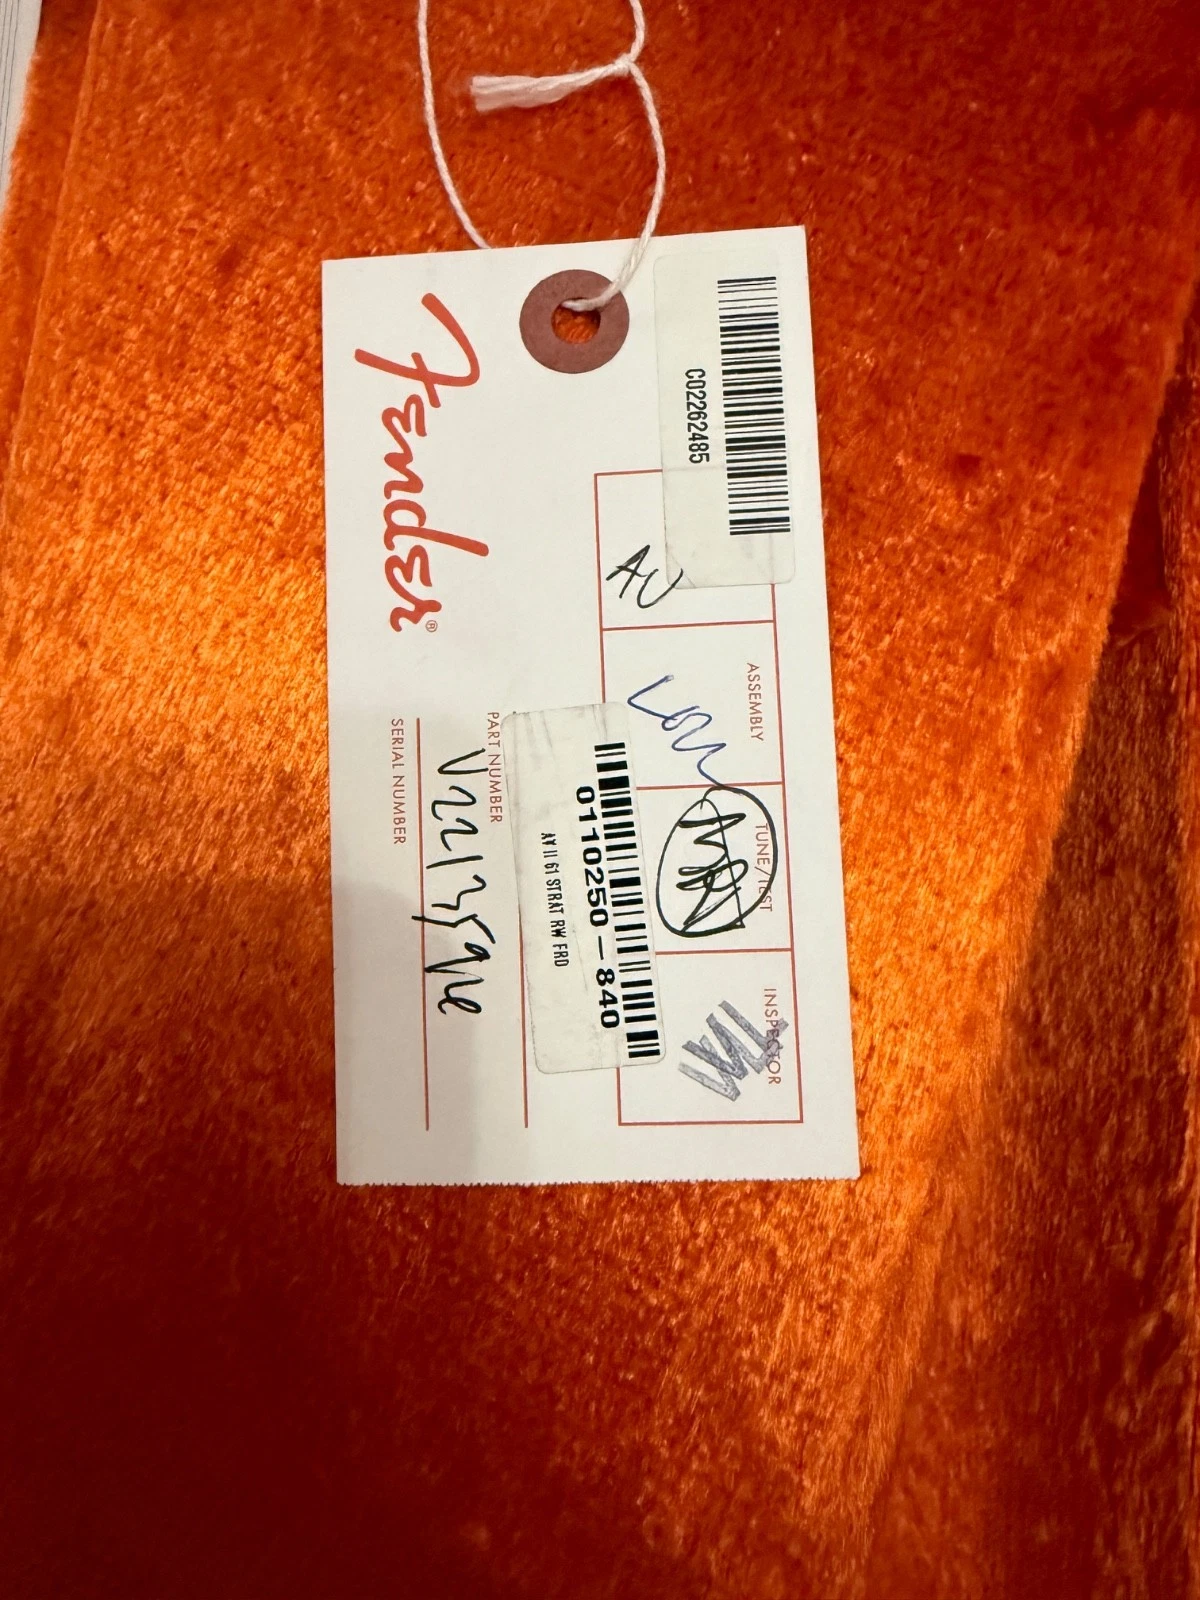 C02262485
AU
ASSEMBLY
TUNE/TEST
INSPECTOR
0110250-840
AV II 61 STRAT RW FRD
PART NUMBER
SERIAL NUMBER
Fender®